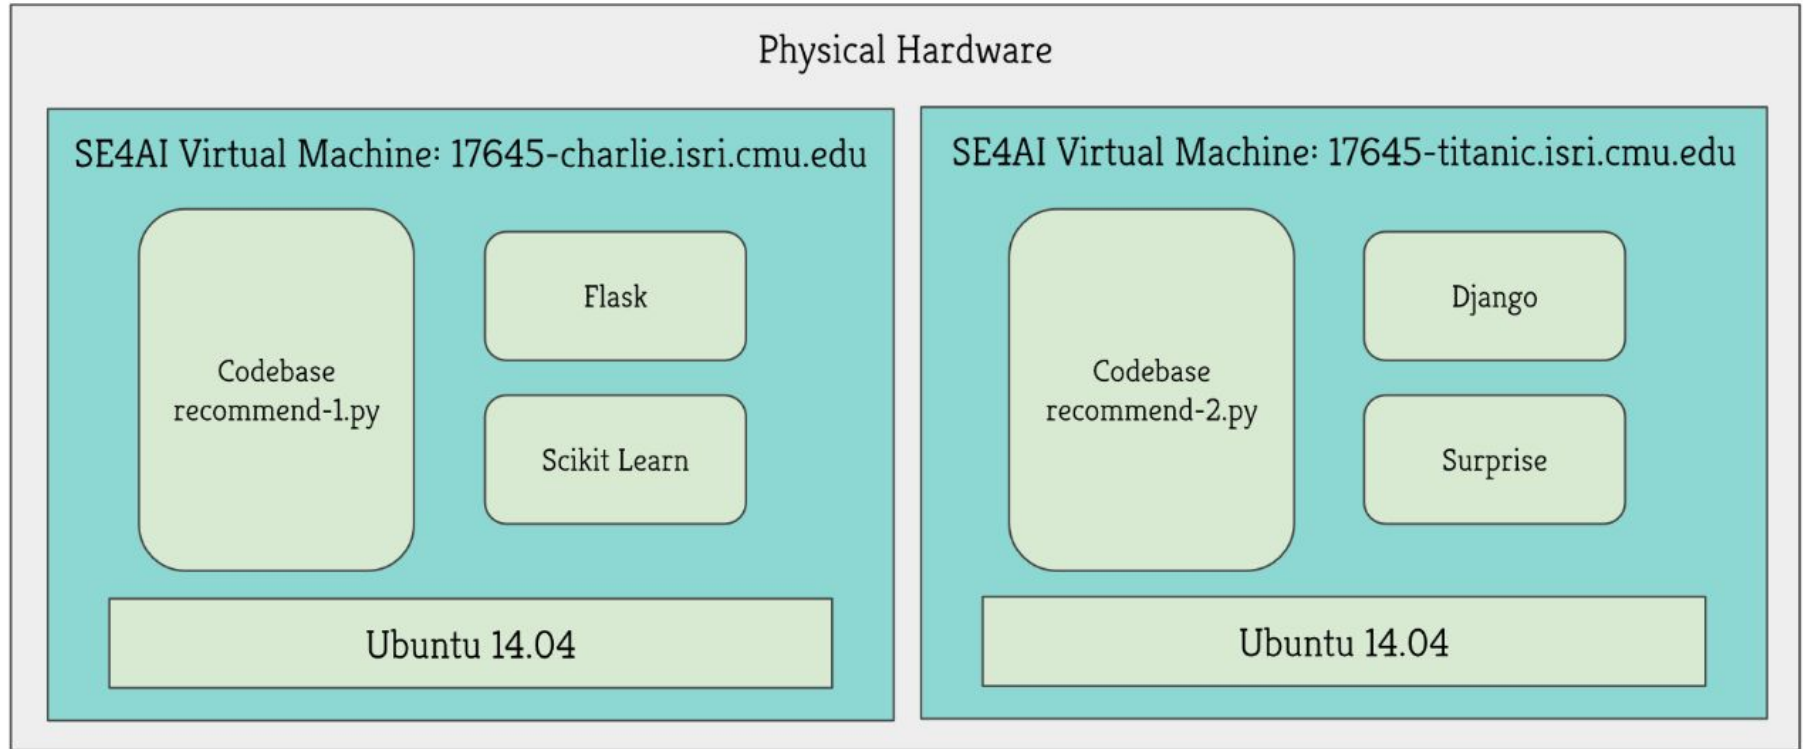 Physical Hardware
SE4AI Virtual Machine: 17645-charlie.isri.cmu.edu
Codebase
recommend-1.py
Flask
Scikit Learn
Ubuntu 14.04
SE4AI Virtual Machine: 17645-titanic.isri.cmu.edu
Codebase
recommend-2.py
Django
Surprise
Ubuntu 14.04